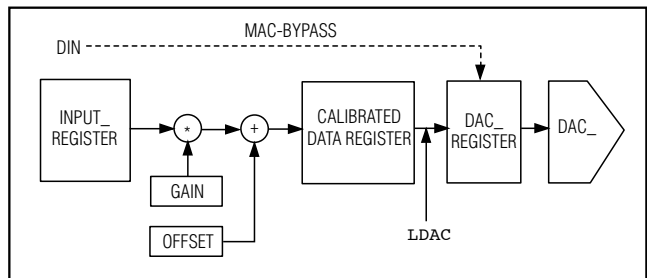 MAC-BYPASS
DIN
INPUT_
REGISTER
*
+
CALIBRATED
DATA REGISTER
DAC_
REGISTER
DAC_
GAIN
OFFSET
LDAC